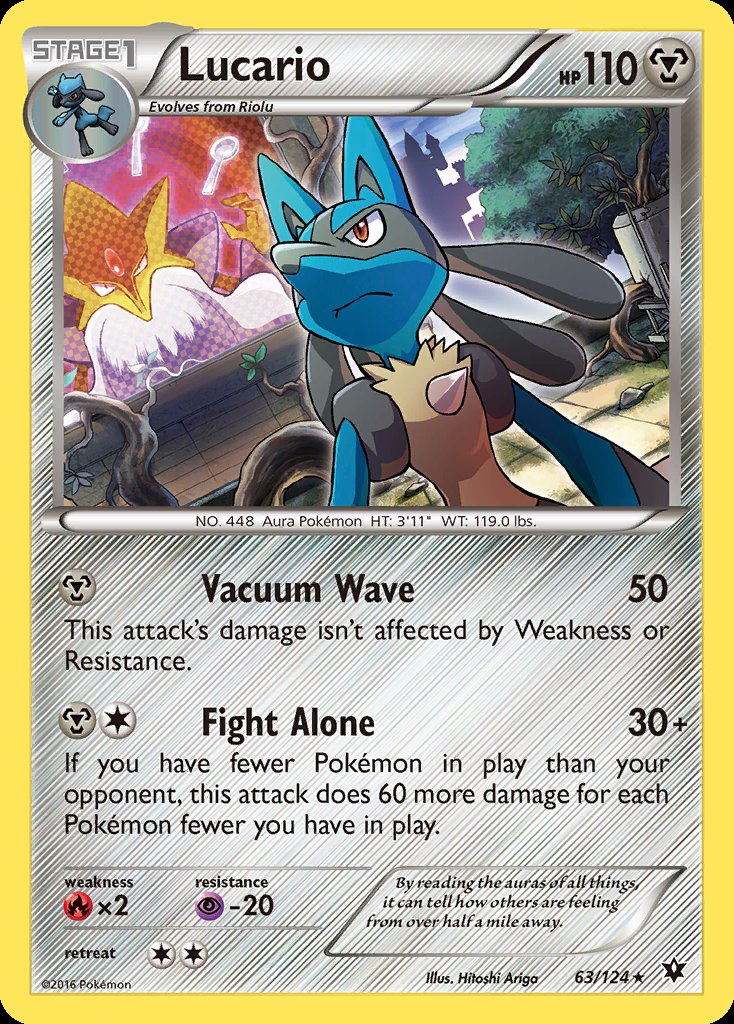 STAGE1
Lucario
HP110
Evolves from Riolu
NO. 448 Aura Pokémon HT: 3'11" WT: 119.0 lbs.
Vacuum Wave 50
This attack's damage isn't affected by Weakness or
Resistance.
Fight Alone 30+
If you have fewer Pokémon in play than your
opponent, this attack does 60 more damage for each
Pokémon fewer you have in play.
weakness resistance
×2 -20
retreat
By reading the auras of all things,
it can tell how others are feeling
from over half a mile away.
©2016 Pokémon
Illus. Hitoshi Ariga
63/124★